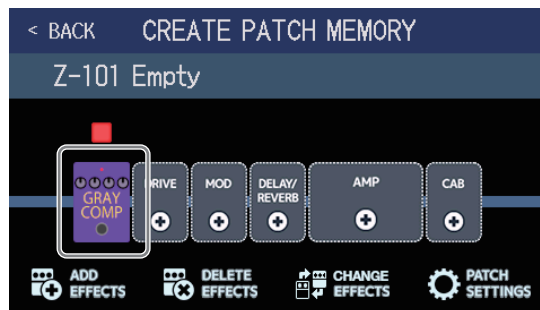 < BACK CREATE PATCH MEMORY
Z-101 Empty
GRAY
COMP
DRIVE
MOD
DELAY/
REVERB
AMP
CAB
ADD
EFFECTS
DELETE
EFFECTS
CHANGE
EFFECTS
PATCH
SETTINGS